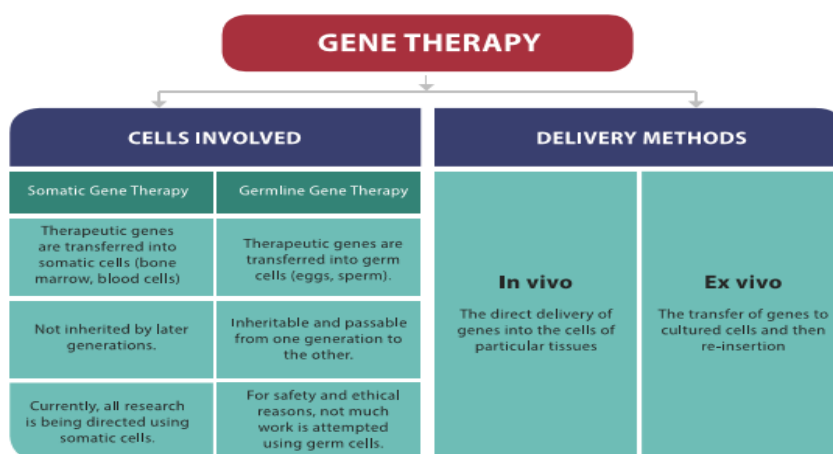 GENE THERAPY
CELLS INVOLVED
Somatic Gene Therapy
Germline Gene Therapy
Therapeutic genes
are transferred into
somatic cells (bone
marrow, blood cells)
Therapeutic genes are
transferred into germ
cells (eggs, sperm).
Not inherited by later
generations.
Inheritable and passable
from one generation to
the other.
Currently, all research
is being directed using
somatic cells.
For safety and ethical
reasons, not much
work is attempted
using germ cells.
DELIVERY METHODS
In vivo
The direct delivery of
genes into the cells of
particular tissues
Ex vivo
The transfer of genes to
cultured cells and then
re-insertion